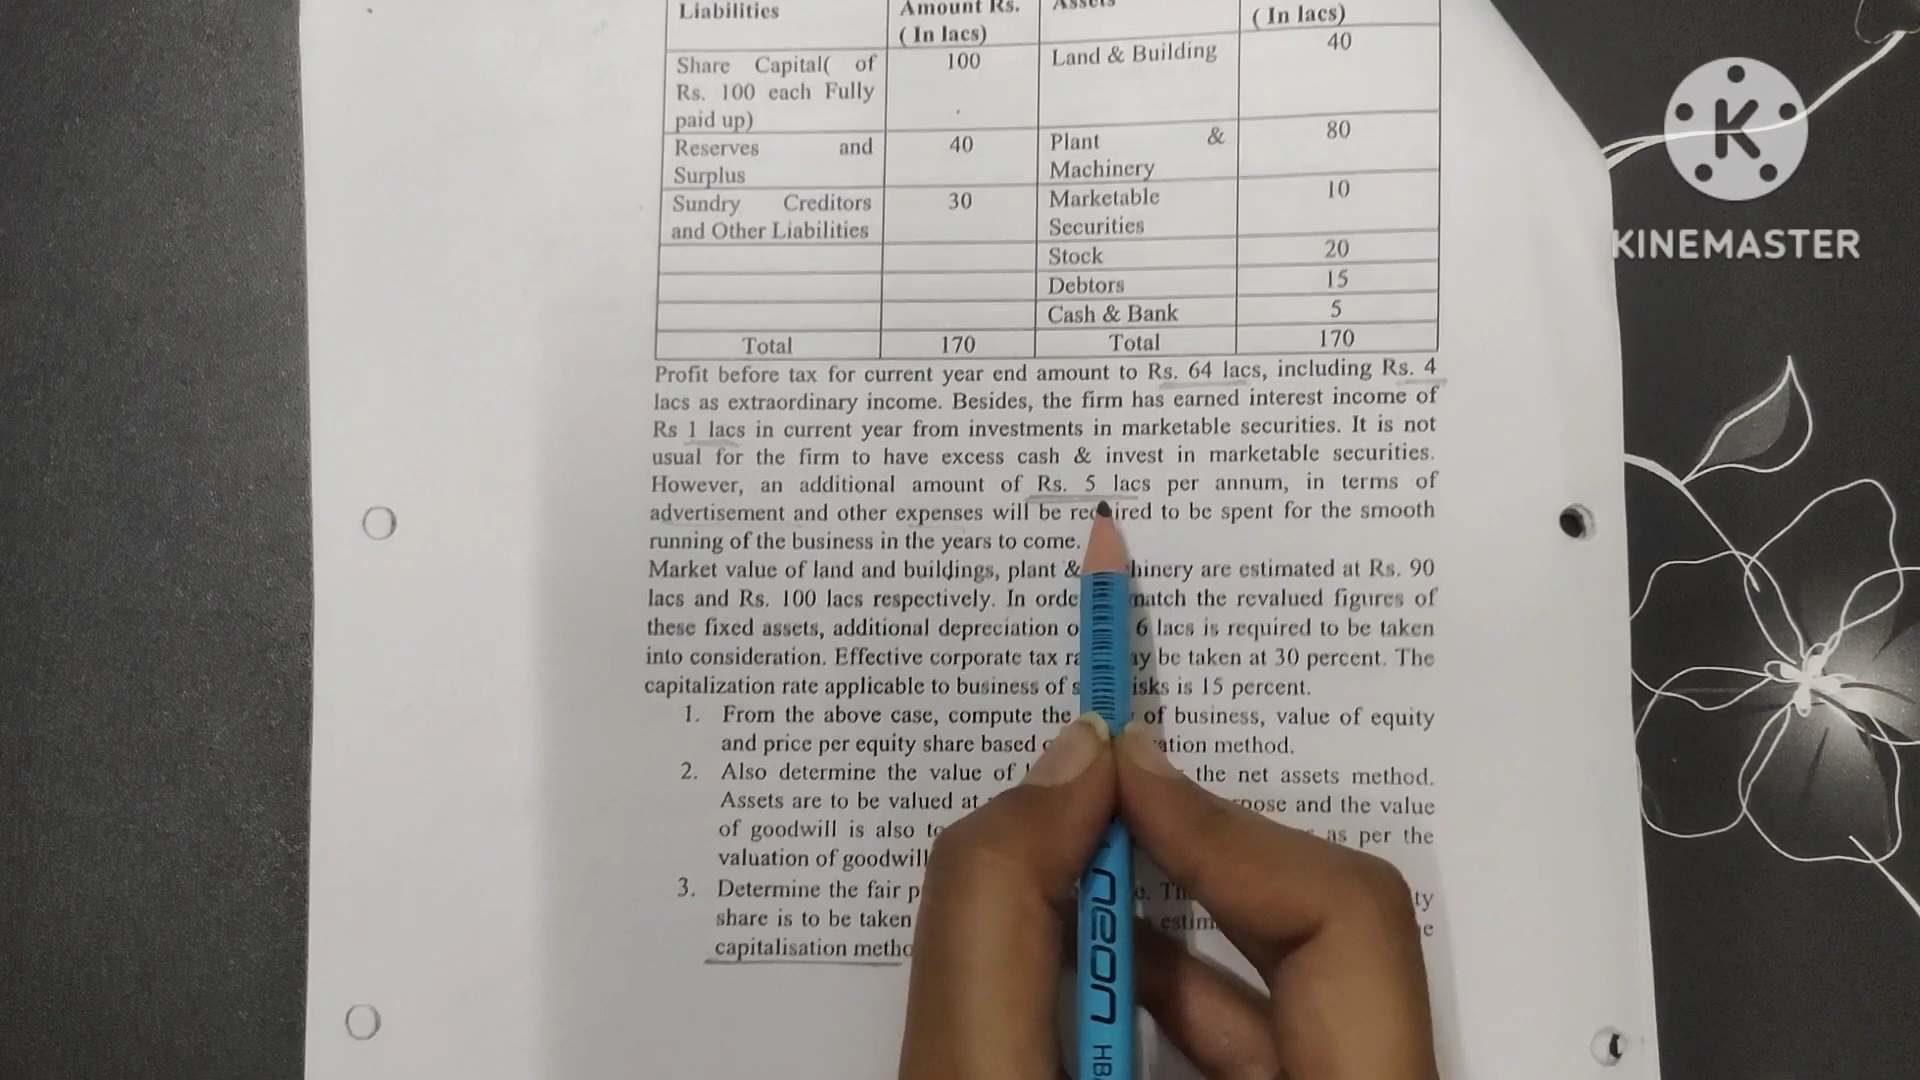 Liabilities Amount Rs. Assets
( In lacs) ( In lacs)
Share Capital( of 100 Land & Building 40
Rs. 100 each Fully
paid up)
Reserves and 40 Plant & 80
Surplus Machinery
Sundry Creditors 30 Marketable 10
and Other Liabilities Securities
Stock 20
Debtors 15
Cash & Bank 5
Total 170 Total 170
Profit before tax for current year end amount to Rs. 64 lacs, including Rs. 4
lacs as extraordinary income. Besides, the firm has earned interest income of
Rs 1 lacs in current year from investments in marketable securities. It is not
usual for the firm to have excess cash & invest in marketable securities.
However, an additional amount of Rs. 5 lacs per annum, in terms of
advertisement and other expenses will be required to be spent for the smooth
running of the business in the years to come.
Market value of land and buildings, plant & machinery are estimated at Rs. 90
lacs and Rs. 100 lacs respectively. In match the revalued figures of
these fixed assets, additional depreciation 6 lacs is required to be taken
into consideration. Effective corporate tax be taken at 30 percent. The
capitalization rate applicable to business of is 15 percent.
1. From the above case, compute the of business, value of equity
and price per equity share based method.
2. Also determine the value of the net assets method.
Assets are to be valued at and the value
of goodwill is also as per the
valuation of goodwill
3. Determine the fair
share is to be taken
capitalisation
KINEMASTER
neon
HB